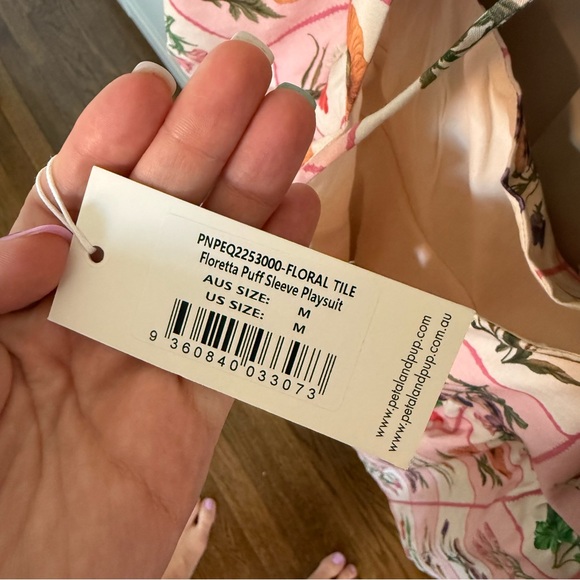 PNPEQ2253000-FLORAL TILE
Floretta Puff Sleeve Playsuit
AUS SIZE: M
US SIZE: M
9 360840 033073
www.petalandpup.com
www.petalandpup.com.au